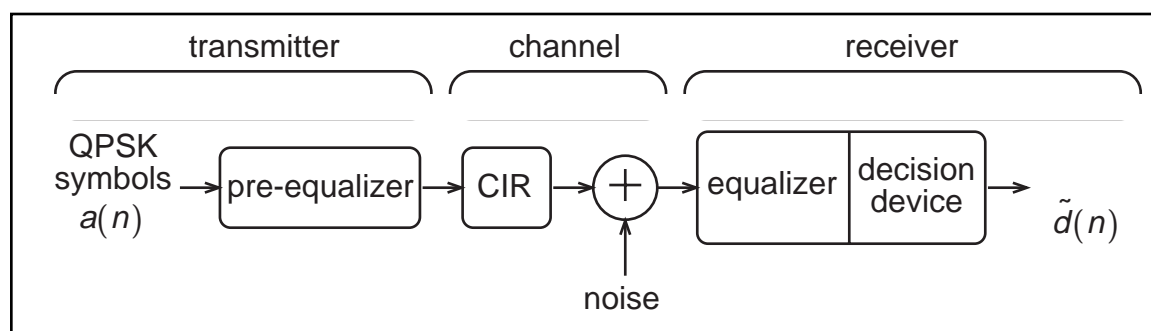 transmitter channel receiver
QPSK
symbols
a(n)
pre-equalizer
CIR
+
noise
equalizer
decision
device
d̃(n)